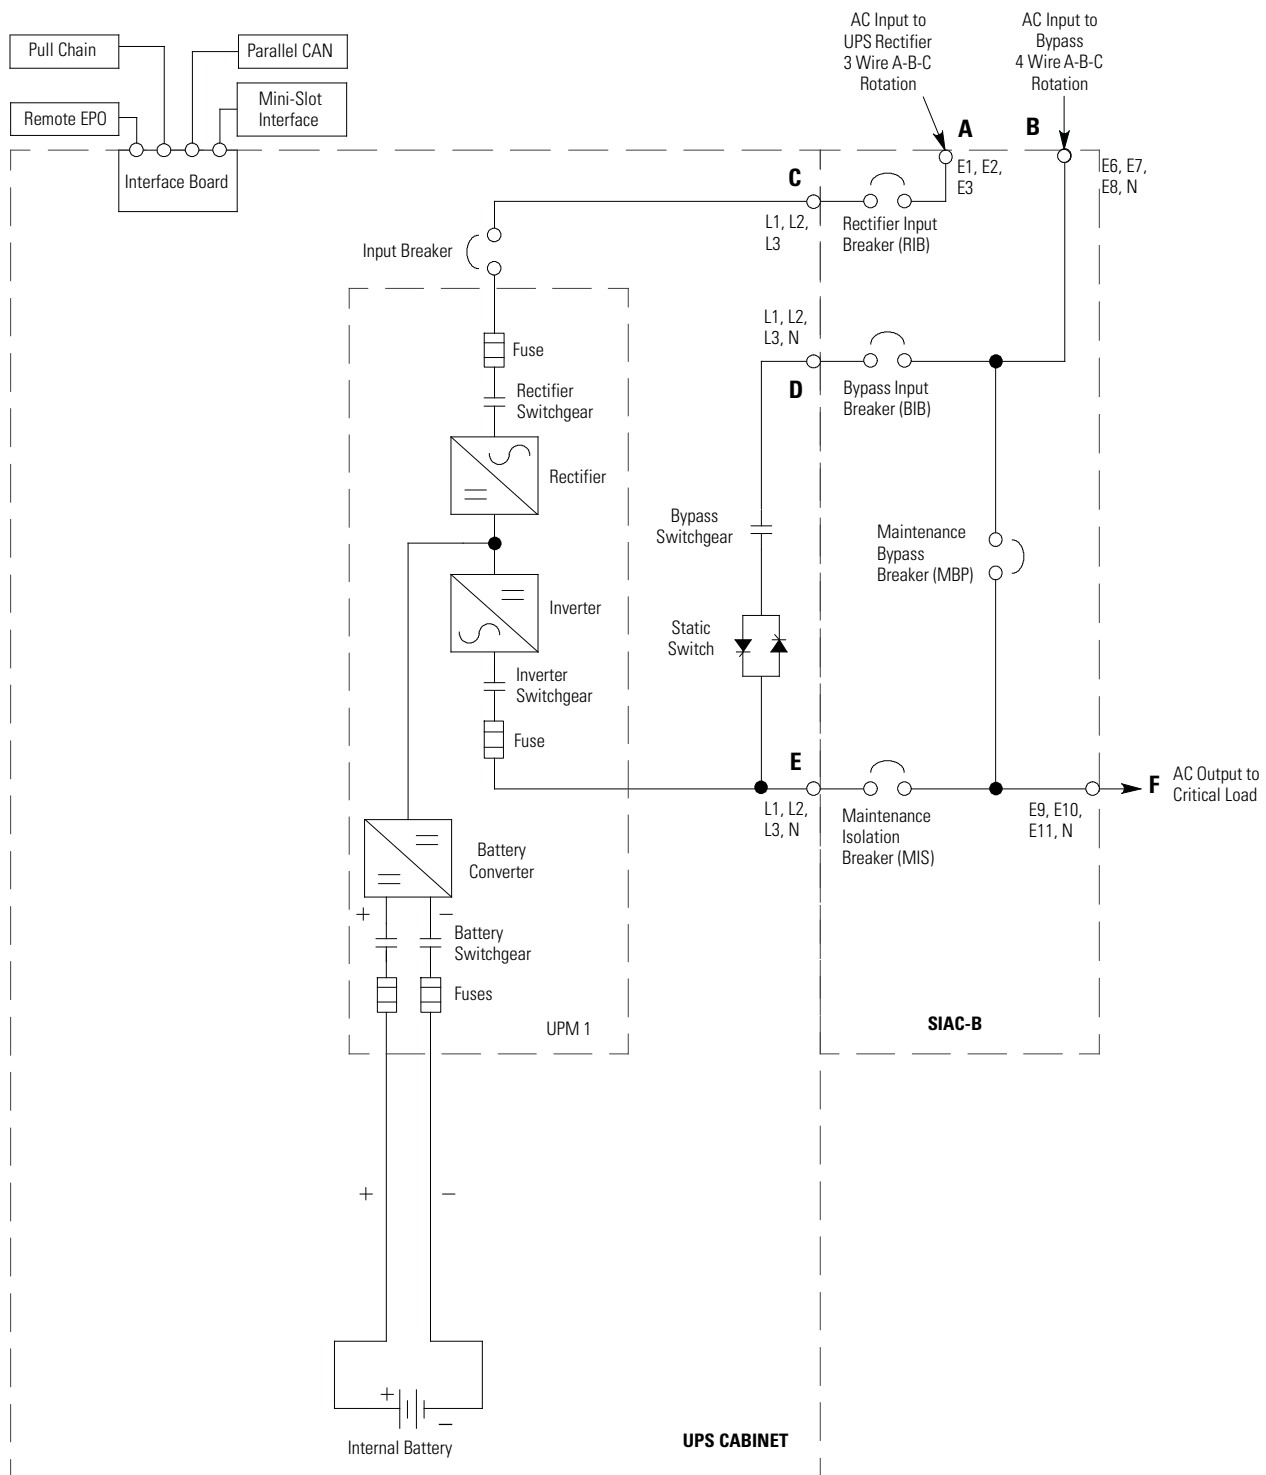 AC Input to
UPS Rectifier
3 Wire A-B-C
Rotation
AC Input to
Bypass
4 Wire A-B-C
Rotation
Pull Chain
Parallel CAN
Remote EPO
Mini-Slot
Interface
Interface Board
A
B
E1, E2,
E3
E6, E7,
E8, N
C
L1, L2,
L3
Rectifier Input
Breaker (RIB)
Input Breaker
L1, L2,
L3, N
D
Bypass Input
Breaker (BIB)
Fuse
Rectifier
Switchgear
Rectifier
Bypass
Switchgear
Maintenance
Bypass
Breaker (MBP)
Inverter
Static
Switch
Inverter
Switchgear
Fuse
E
L1, L2,
L3, N
Maintenance
Isolation
Breaker (MIS)
E9, E10,
E11, N
F
AC Output to
Critical Load
Battery
Converter
+ −
Battery
Switchgear
Fuses
UPM 1
SIAC-B
+ −
+
−
Internal Battery
UPS CABINET